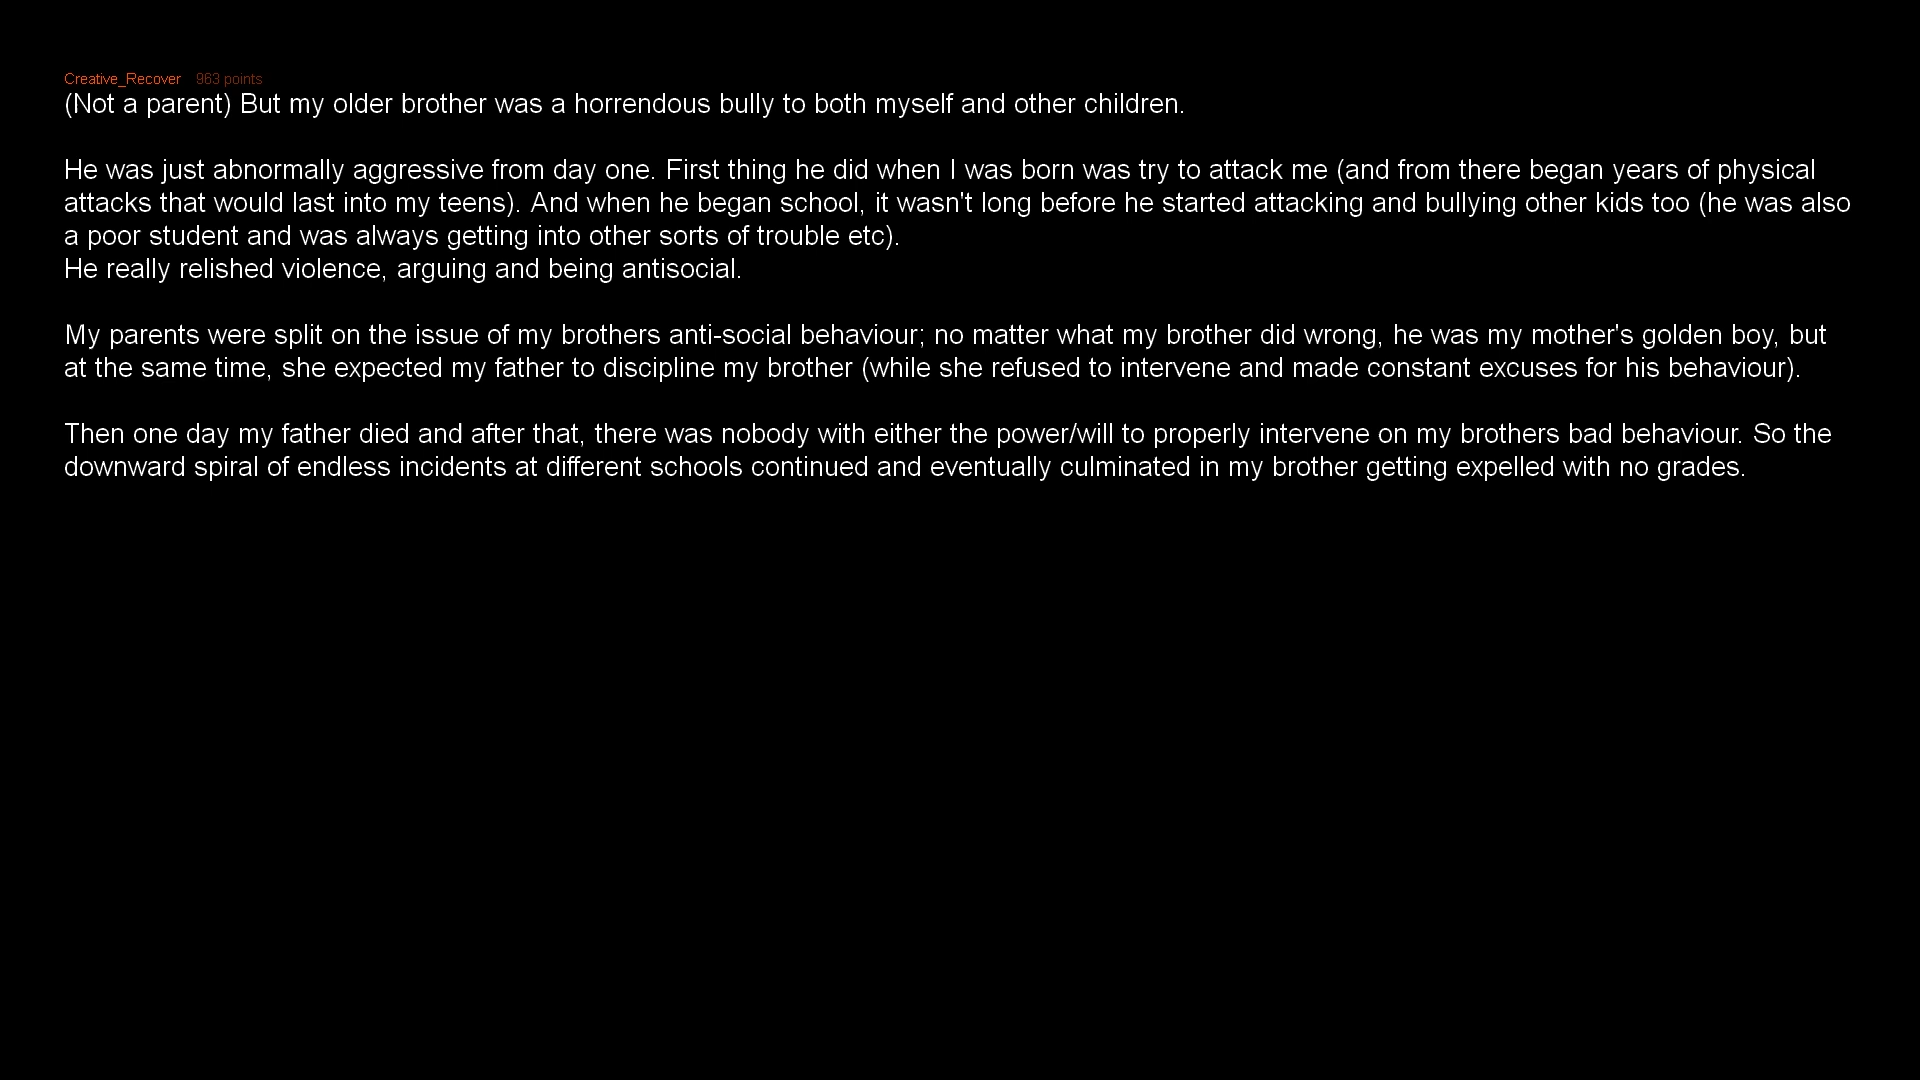 Creative_Recover 963 points
(Not a parent) But my older brother was a horrendous bully to both myself and other children.
He was just abnormally aggressive from day one. First thing he did when I was born was try to attack me (and from there began years of physical
attacks that would last into my teens). And when he began school, it wasn't long before he started attacking and bullying other kids too (he was also
a poor student and was always getting into other sorts of trouble etc).
He really relished violence, arguing and being antisocial.
My parents were split on the issue of my brothers anti-social behaviour; no matter what my brother did wrong, he was my mother's golden boy, but
at the same time, she expected my father to discipline my brother (while she refused to intervene and made constant excuses for his behaviour).
Then one day my father died and after that, there was nobody with either the power/will to properly intervene on my brothers bad behaviour. So the
downward spiral of endless incidents at different schools continued and eventually culminated in my brother getting expelled with no grades.